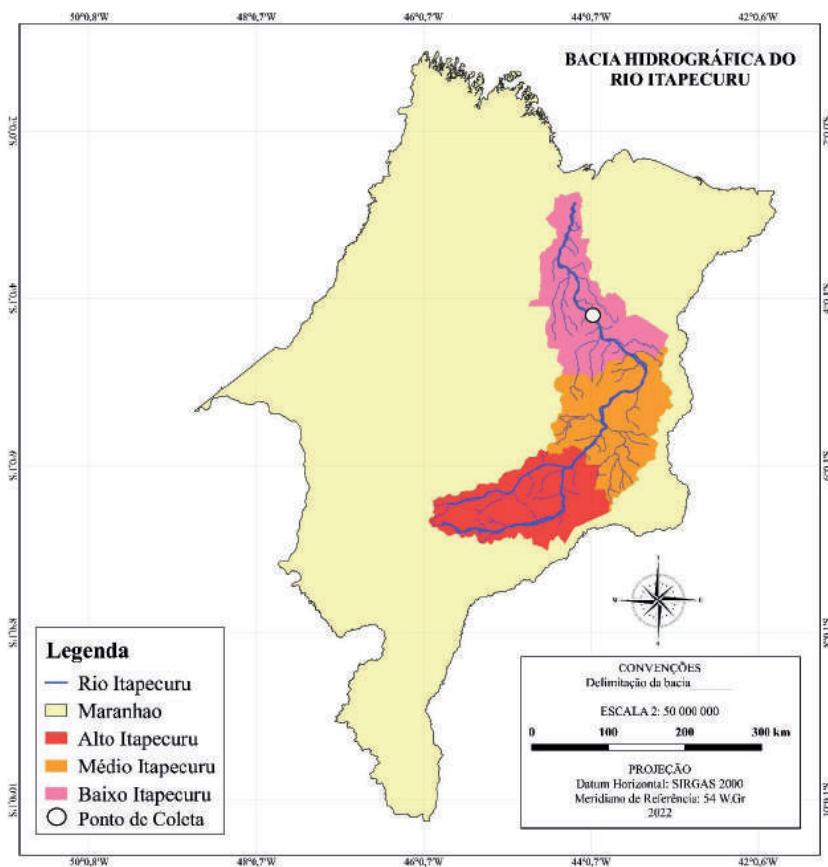 50°0,8'W 48°0,7'W 46°0,7'W 44°0,7'W 42°0,6'W
BACIA HIDROGRÁFICA DO
RIO ITAPECURU
Legenda
Rio Itapecuru
Maranhao
Alto Itapecuru
Médio Itapecuru
Baixo Itapecuru
Ponto de Coleta
CONVENÇÕES
Delimitação da bacia
ESCALA 2: 50 000 000
0 100 200 300 km
PROJEÇÃO
Datum Horizontal: SIRGAS 2000
Meridiano de Referência: 54 W.Gr
2022
50°0,8'W 48°0,7'W 46°0,7'W 44°0,7'W 42°0,6'W